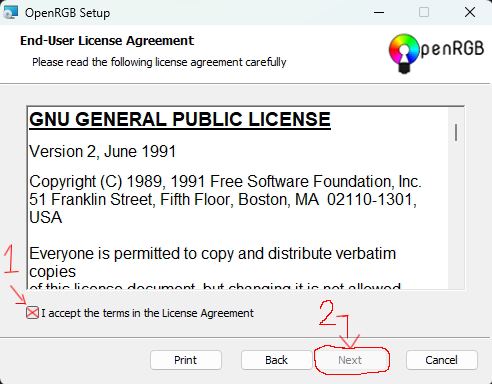 OpenRGB Setup
End-User License Agreement
Please read the following license agreement carefully
OpenRGB
GNU GENERAL PUBLIC LICENSE
Version 2, June 1991
Copyright (C) 1989, 1991 Free Software Foundation, Inc.
51 Franklin Street, Fifth Floor, Boston, MA  02110-1301,
USA
Everyone is permitted to copy and distribute verbatim
copies
of this license document, but changing it is not allowed.
1
I accept the terms in the License Agreement
2
Print
Back
Next
Cancel